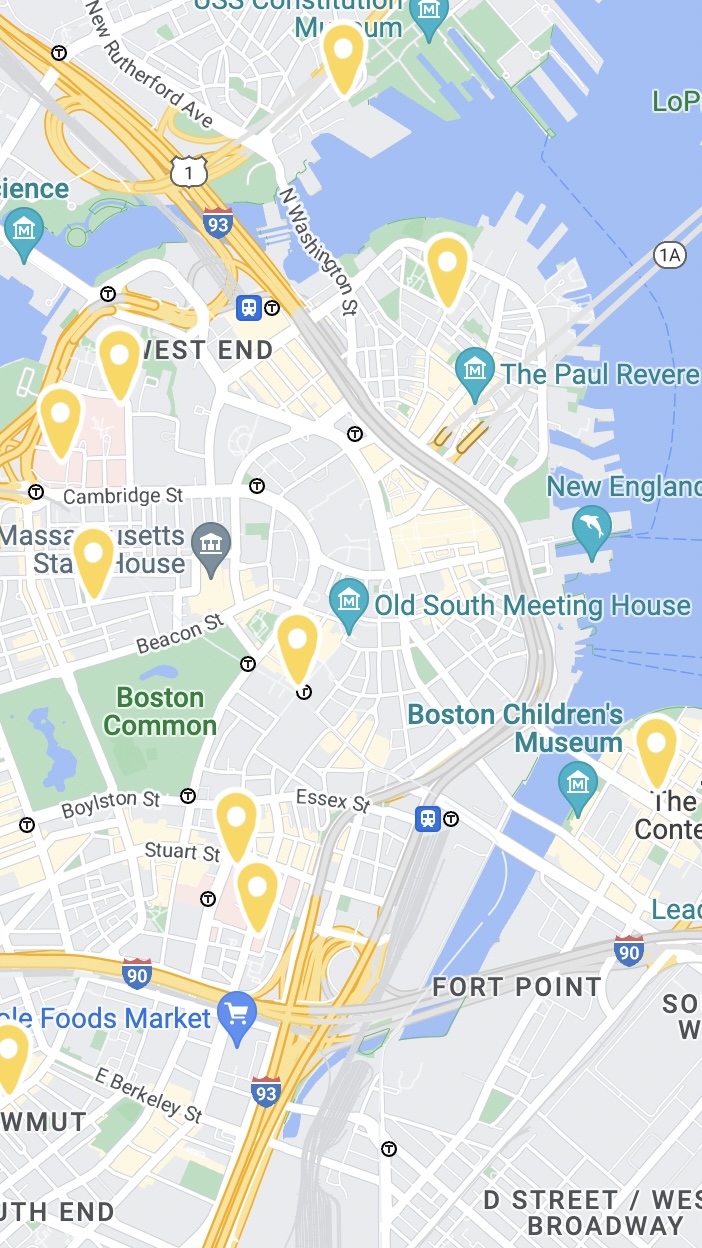 USS Constitution
Museum
New Rutherford Ave
LoP
1
cience
93
N Washington St
1A
WEST END
The Paul Revere
Cambridge St
New England
Massachusetts
State House
Old South Meeting House
Beacon St
Boston
Common
Boston Children's
Museum
The
Conte
Boylston St
Essex St
Stuart St
Lead
90
90
FORT POINT
SO
W
ole Foods Market
E Berkeley St
93
WMUT
UTH END
D STREET / WES
BROADWAY